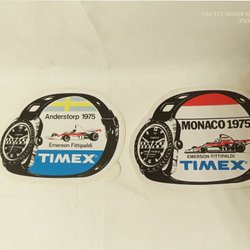 Anderstorp 1975
Emerson Fittipaldi
TIMEX
MONACO 1975
EMERSON FITTIPALDI
TIMEX